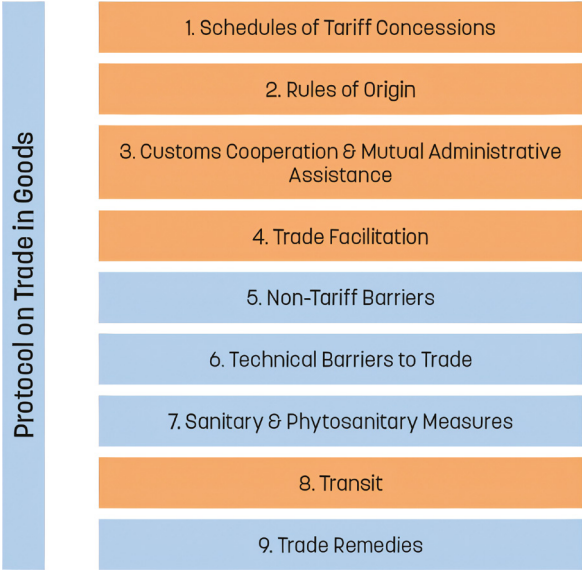 Protocol on Trade in Goods
1. Schedules of Tariff Concessions
2. Rules of Origin
3. Customs Cooperation & Mutual Administrative
Assistance
4. Trade Facilitation
5. Non-Tariff Barriers
6. Technical Barriers to Trade
7. Sanitary & Phytosanitary Measures
8. Transit
9. Trade Remedies